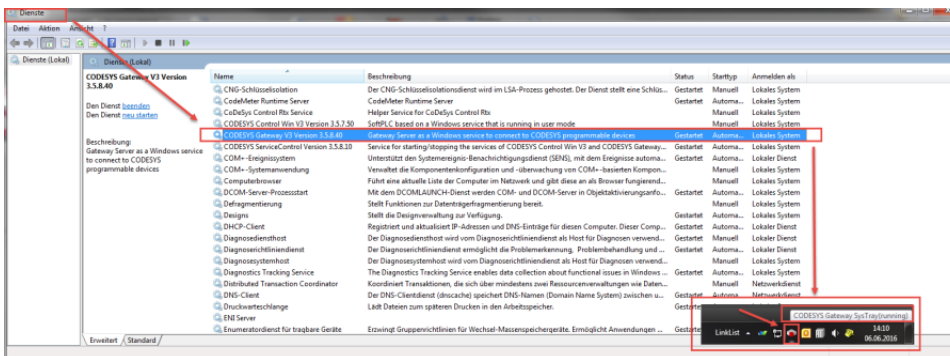 Dienste
Datei Aktion Ansicht ?
Dienste (Lokal)
Dienste (Lokal)
CODESYS Gateway V3 Version 3.5.8.40
Den Dienst beenden
Den Dienst neu starten
Beschreibung:
Gateway Server as a Windows service
to connect to CODESYS
programmable devices
Name Beschreibung Status Starttyp Anmelden als
CNG-Schlüsselisolation Der CNG-Schlüsselisolationsdienst wird im LSA-Prozess gehostet. Der Dienst stellt eine Schlüs... Gestartet Manuell Lokales System
CodeMeter Runtime Server CodeMeter Runtime Server Gestartet Automa... Lokales System
CoDeSys Control Rtx Service Helper Service for CoDeSys Control Rtx Manuell Lokales System
CODESYS Control Win V3 Version 3.5.7.50 SoftPLC based on a Windows service that is running in user mode Manuell Lokales System
CODESYS Gateway V3 Version 3.5.8.40 Gateway Server as a Windows service to connect to CODESYS programmable devices Gestartet Automa... Lokales System
CODESYS ServiceControl Version 3.5.8.10 Service for starting/stopping the services of CODESYS Control Win V3 and CODESYS Gateway... Gestartet Automa... Lokales System
COM+-Ereignissystem Unterstützt den Systemereignis-Benachrichtigungsdienst (SENS), mit dem Ereignisse automa... Gestartet Automa... Lokaler Dienst
COM+-Systemanwendung Verwaltet die Komponentenkonfiguration und -überwachung von COM+-basierten Kompon... Manuell Lokales System
Computerbrowser Führt eine aktuelle Liste der Computer im Netzwerk und gibt diese an als Browser fungierend... Manuell Lokales System
DCOM-Server-Prozessstart Mit dem DCOMLAUNCH-Dienst werden COM- und DCOM-Server in Objektaktivierungsanfo... Gestartet Automa... Lokales System
Defragmentierung Stellt Funktionen zur Datenträgerfragmentierung bereit. Manuell Lokales System
Designs Stellt die Designverwaltung zur Verfügung. Gestartet Automa... Lokales System
DHCP-Client Registriert und aktualisiert IP-Adressen und DNS-Einträge für diesen Computer. Dieser Comp... Gestartet Automa... Lokaler Dienst
Diagnosediensthost Der Diagnosediensthost wird vom Diagnoserichtliniendienst als Host für Diagnosen verwend... Manuell Lokaler Dienst
Diagnoserichtliniendienst Der Diagnoserichtliniendienst ermöglicht die Problemerkennung, Problembehandlung und ... Gestartet Automa... Lokaler Dienst
Diagnosesystemhost Der Diagnosesystemhost wird vom Diagnoserichtliniendienst als Host für Diagnosen verwend... Manuell Lokales System
Diagnostics Tracking Service The Diagnostics Tracking Service enables data collection about functional issues in Windows ... Gestartet Automa... Lokales System
Distributed Transaction Coordinator Koordiniert Transaktionen, die sich über mindestens zwei Ressourcenverwaltungen wie Daten... Manuell Netzwerkdienst
DNS-Client Der DNS-Clientdienst (dnscache) speichert DNS-Namen (Domain Name System) zwischen u... Gestartet Automa... Netzwerkdienst
Druckwarteschlange Lädt Dateien zum späteren Drucken in den Arbeitsspeicher.
ENI Server
Enumeratordienst für tragbare Geräte Erzwingt Gruppenrichtlinien für Wechsel-Massenspeichergeräte. Ermöglicht Anwendungen ...
CODESYS Gateway SysTray(running)
LinkList 14:10
06.06.2016
Erweitert Standard